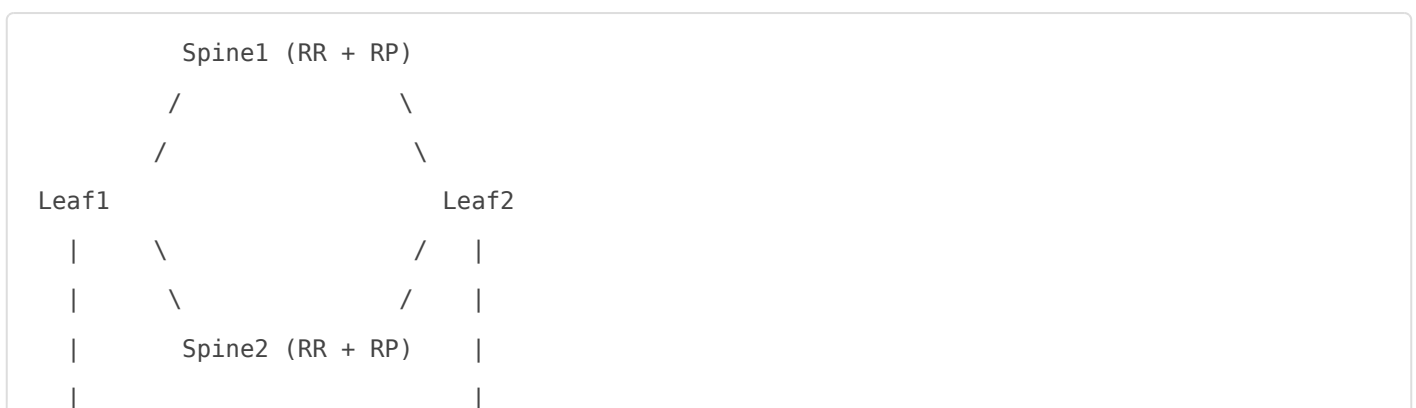 Spine1 (RR + RP)
         /                \
        /                  \
Leaf1                        Leaf2
  |     \                  /   |
  |      \                /    |
  |       Spine2 (RR + RP)     |
  |                            |